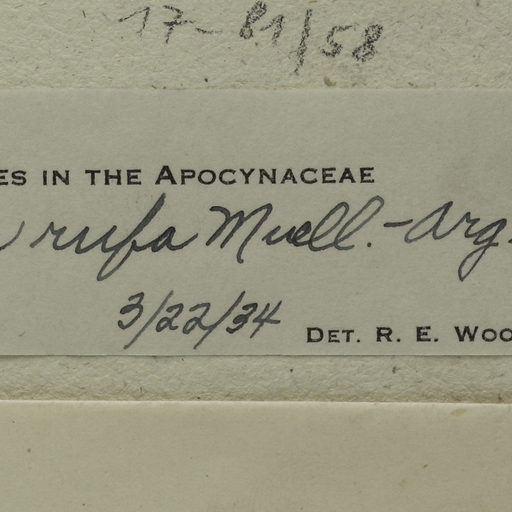 17-81/58
ES IN THE APOCYNACEAE
rufa Muell.-Arg.
3/22/34
DET. R. E. WOO